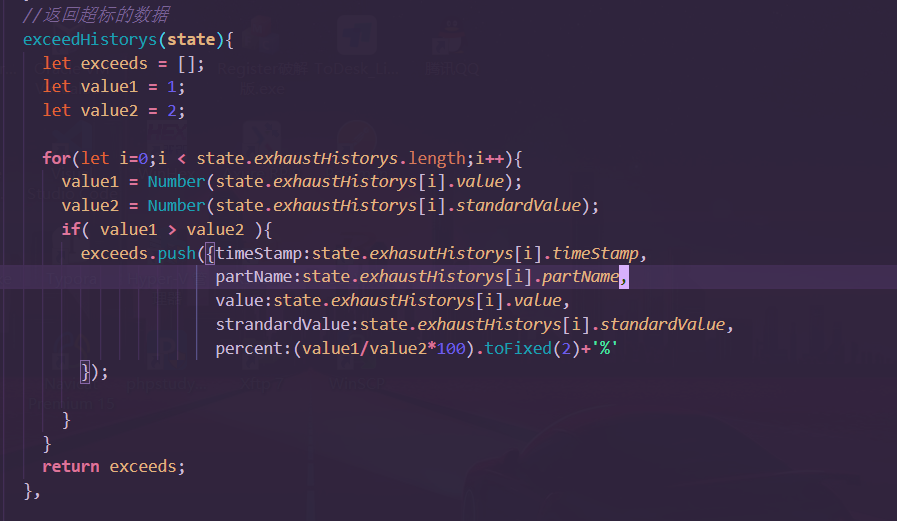 //返回超标的数据
exceedHistorys(state){
let exceeds = [];
let value1 = 1;
let value2 = 2;
for(let i=0;i < state.exhaustHistorys.length;i++){
value1 = Number(state.exhaustHistorys[i].value);
value2 = Number(state.exhaustHistorys[i].standardValue);
if( value1 > value2 ){
exceeds.push({timeStamp:state.exhasutHistorys[i].timeStamp,
partName:state.exhaustHistorys[i].partName,
value:state.exhaustHistorys[i].value,
strandardValue:state.exhaustHistorys[i].standardValue,
percent:(value1/value2*100).toFixed(2)+'%'
});
}
}
return exceeds;
},